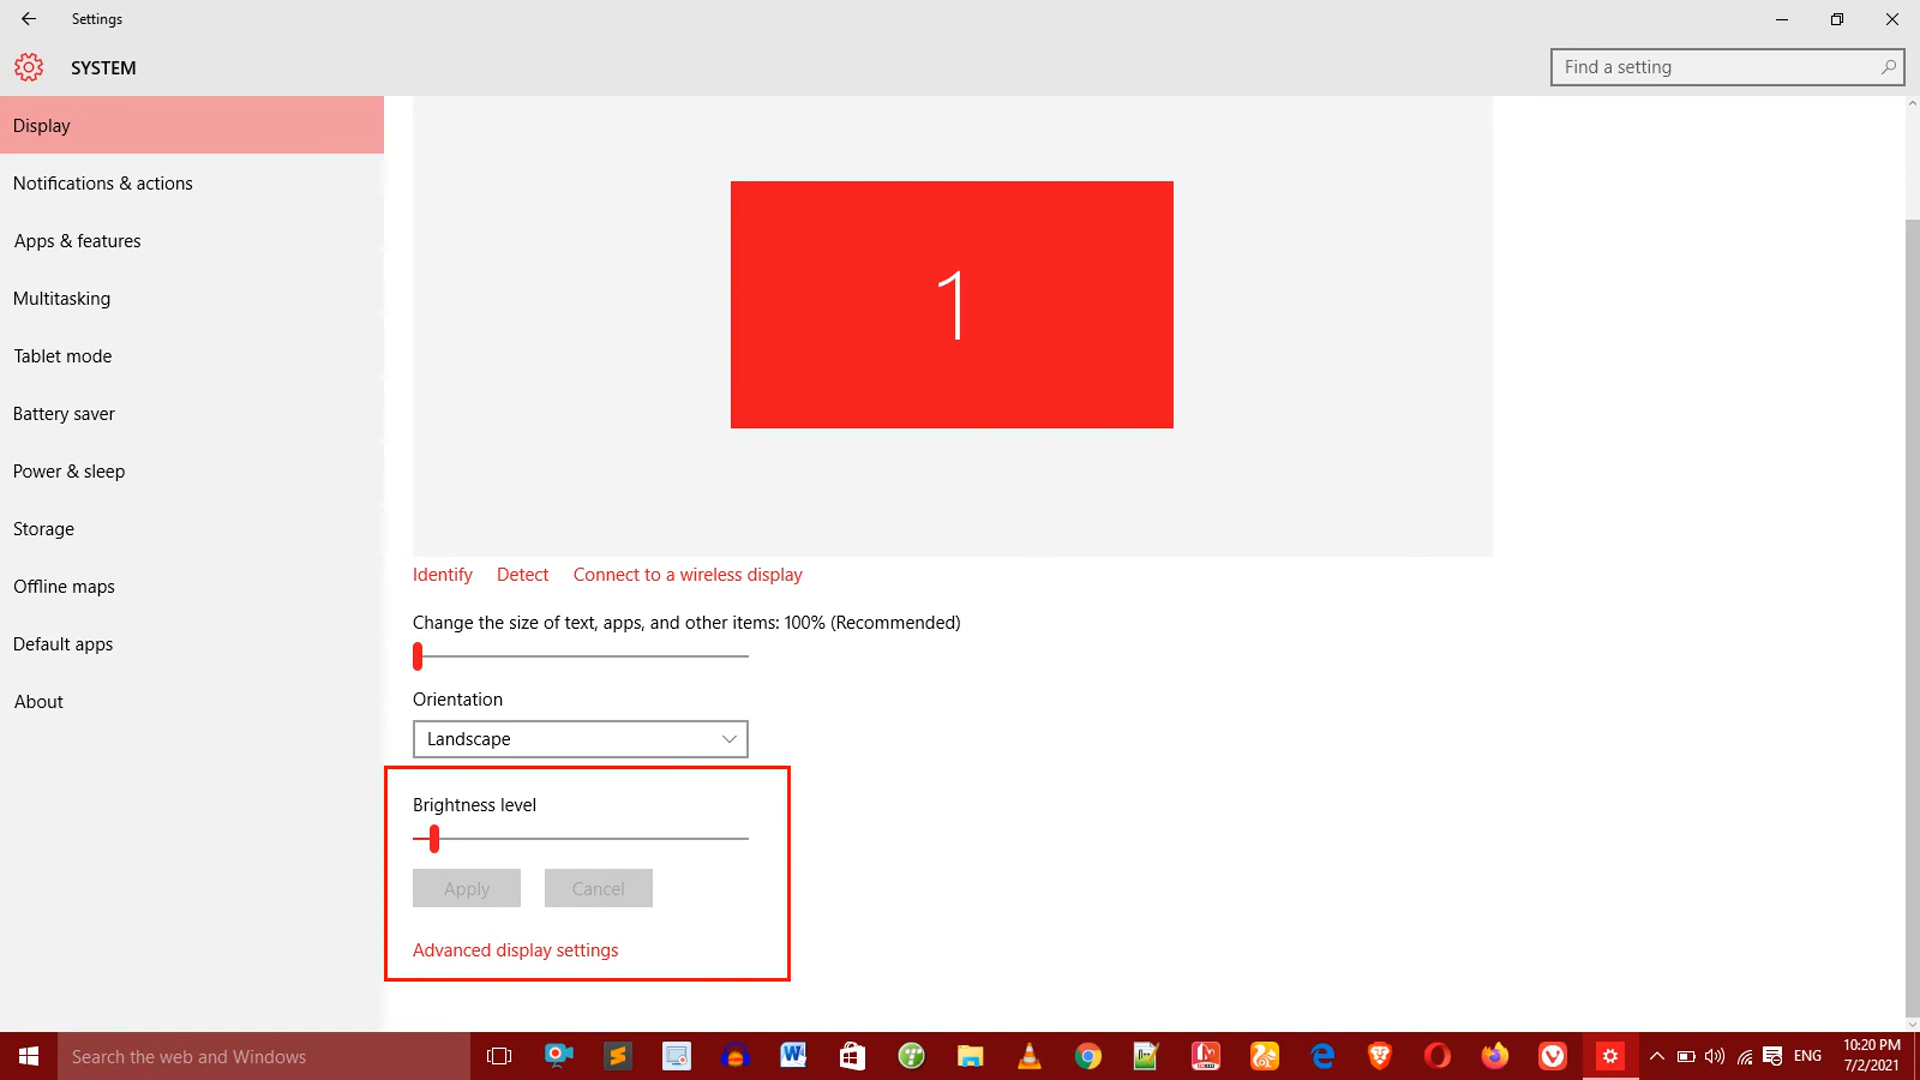 Settings
SYSTEM
Find a setting
Display
Notifications & actions
Apps & features
Multitasking
Tablet mode
Battery saver
Power & sleep
Storage
Offline maps
Default apps
About
1
Identify Detect Connect to a wireless display
Change the size of text, apps, and other items: 100% (Recommended)
Orientation
Landscape
Brightness level
Apply Cancel
Advanced display settings
Search the web and Windows
ENG
10:20 PM
7/2/2021